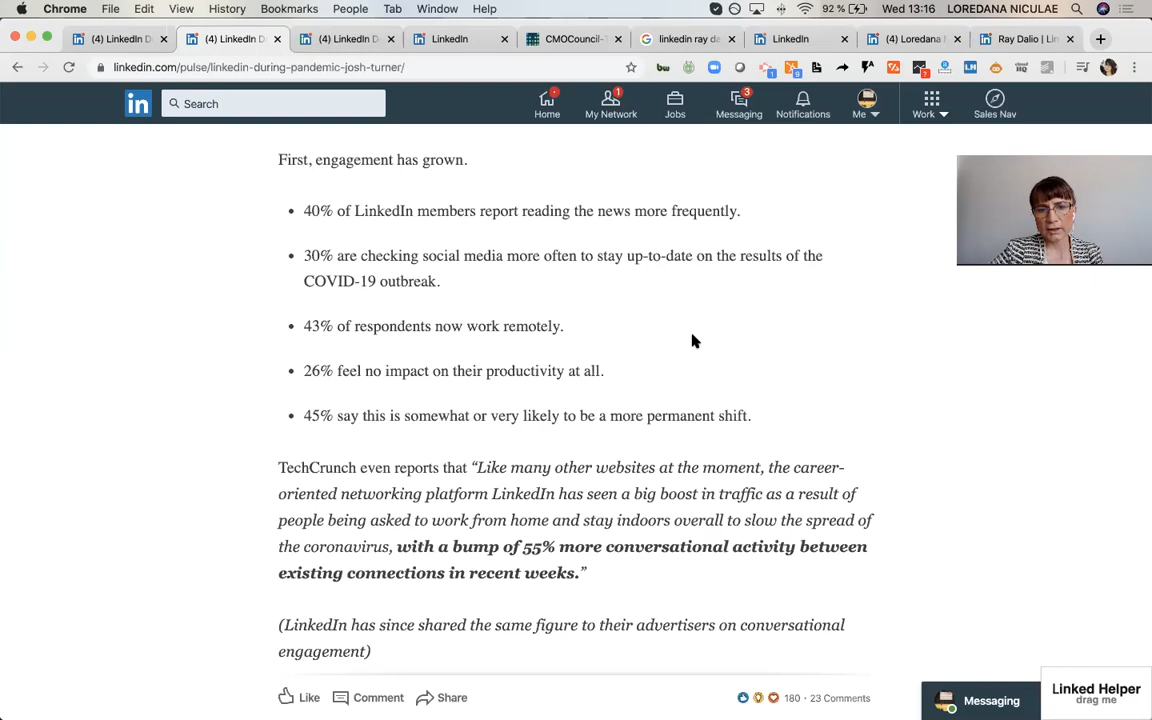 Chrome File Edit View History Bookmarks People Tab Window Help 92 % Wed 13:16 LOREDANA NICULAE
(4) LinkedIn D × (4) LinkedIn D × (4) LinkedIn D × LinkedIn × CMOCouncil-T × linkedin ray da × LinkedIn × (4) Loredana × Ray Dalio | Lin × +
linkedin.com/pulse/linkedin-during-pandemic-josh-turner/
in Search Home My Network 1 Jobs Messaging 3 Notifications Me Work Sales Nav
First, engagement has grown.
• 40% of LinkedIn members report reading the news more frequently.
• 30% are checking social media more often to stay up-to-date on the results of the
COVID-19 outbreak.
• 43% of respondents now work remotely.
• 26% feel no impact on their productivity at all.
• 45% say this is somewhat or very likely to be a more permanent shift.
TechCrunch even reports that “Like many other websites at the moment, the career-
oriented networking platform LinkedIn has seen a big boost in traffic as a result of
people being asked to work from home and stay indoors overall to slow the spread of
the coronavirus, with a bump of 55% more conversational activity between
existing connections in recent weeks.”
(LinkedIn has since shared the same figure to their advertisers on conversational
engagement)
Like Comment Share 180 · 23 Comments
Messaging
Linked Helper
drag me